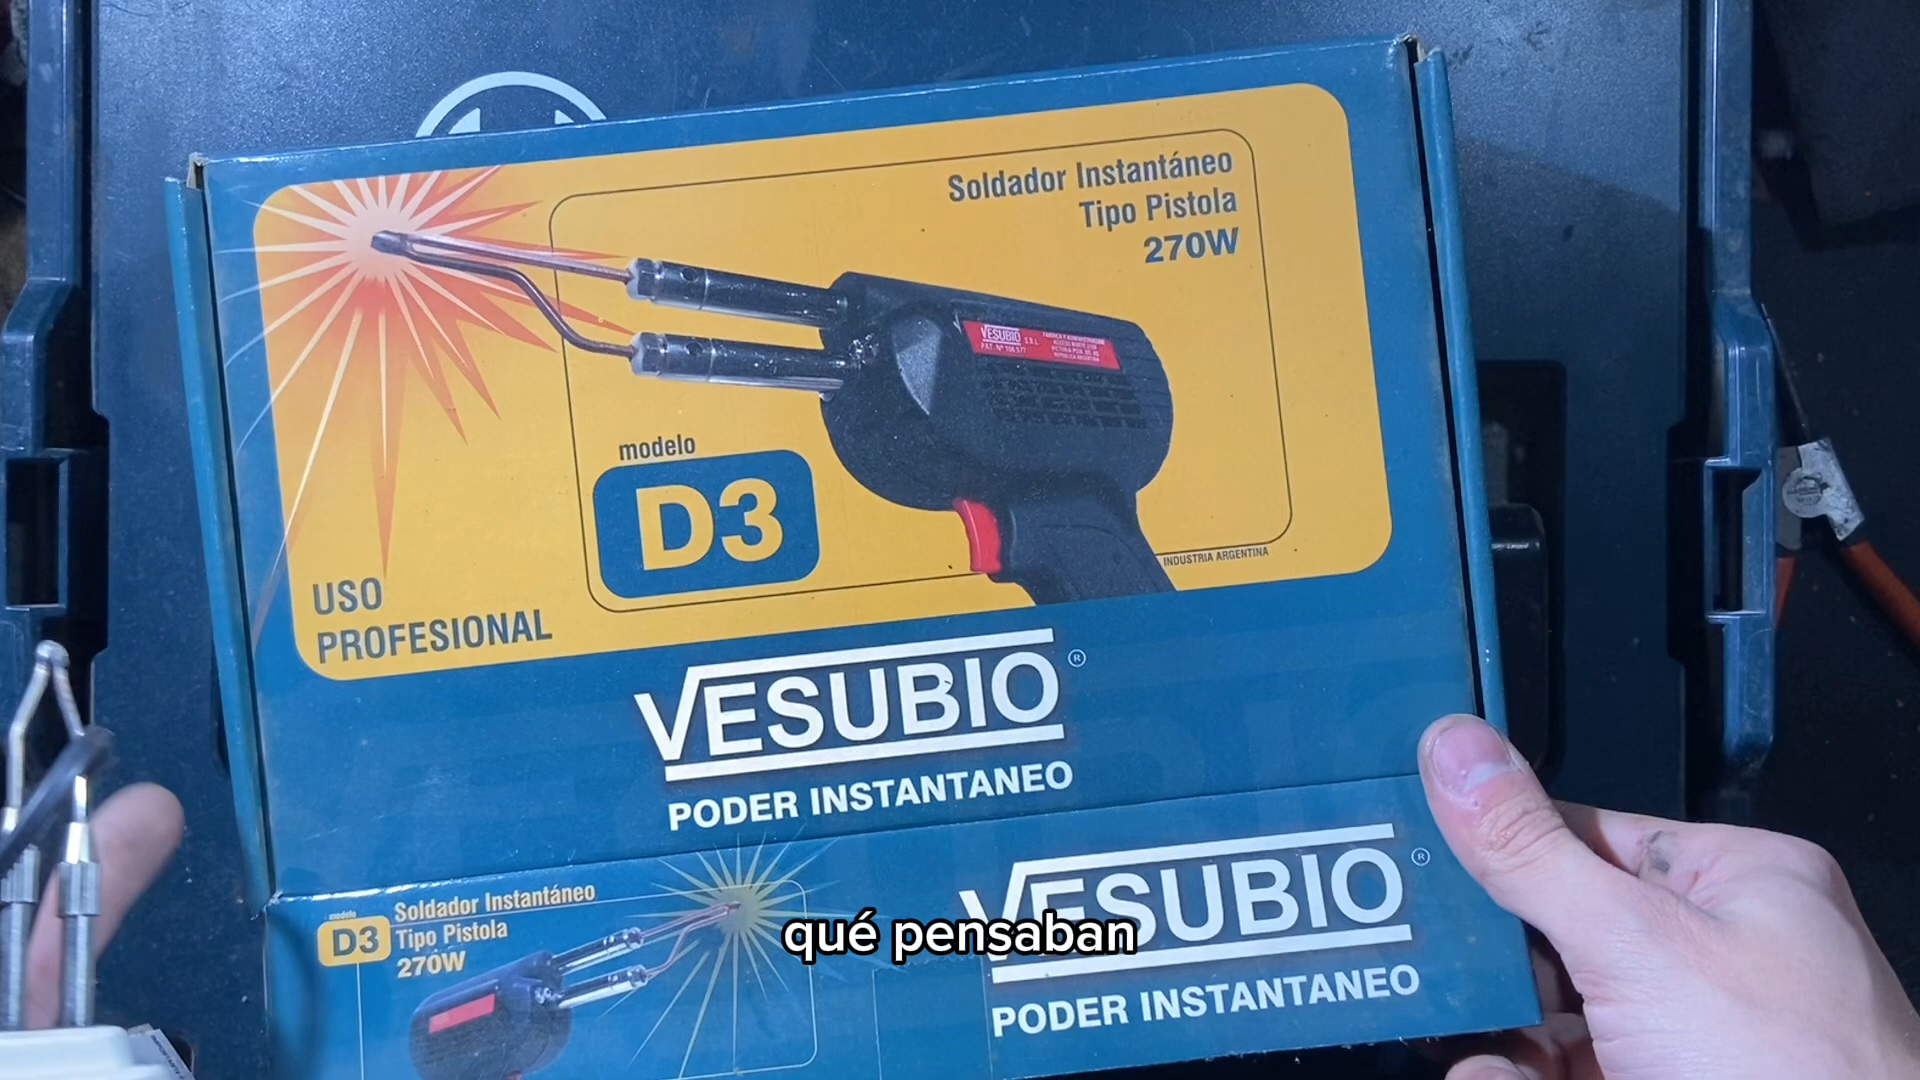 Soldador Instantáneo
Tipo Pistola
270W
VESUBIO S.R.L
modelo
D3
INDUSTRIA ARGENTINA
USO
PROFESIONAL
VESUBIO ®
PODER INSTANTANEO
modelo
D3
Soldador Instantáneo
Tipo Pistola
270W
VESUBIO ®
PODER INSTANTANEO
qué pensaban